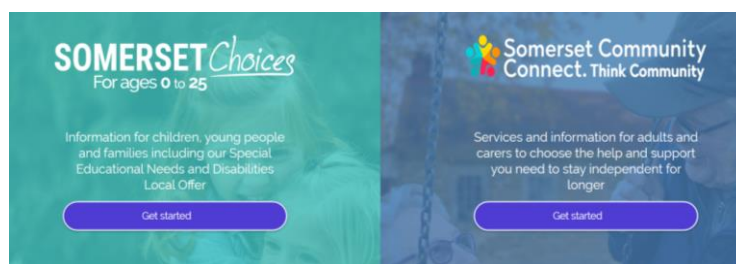 SOMERSET Choices
For ages 0 to 25
Information for children, young people
and families including our Special
Educational Needs and Disabilities
Local Offer
Get started
Somerset Community
Connect. Think Community
Services and information for adults and
carers to choose the help and support
you need to stay independent for
longer
Get started